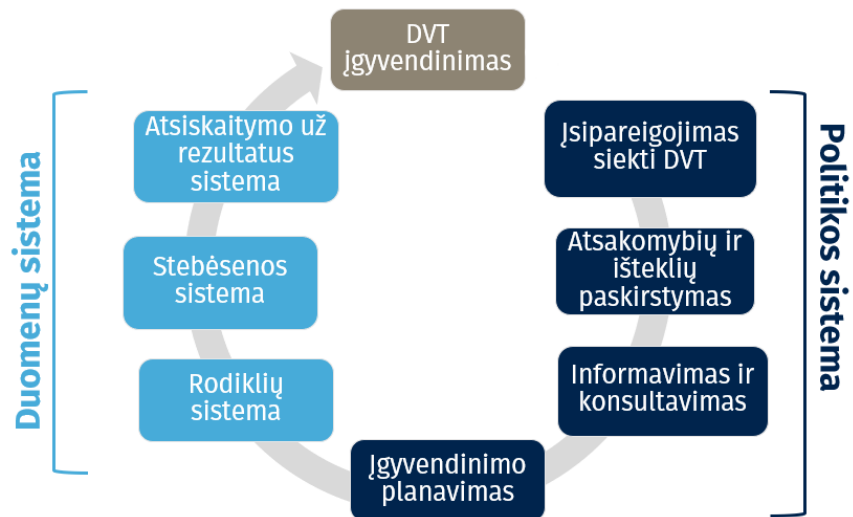 DVT
įgyvendinimas
Atsiskaitymo už
rezultatus
sistema
Įsipareigojimas
siekti DVT
Duomenų sistema
Politikos sistema
Stebėsenos
sistema
Atsakomybių ir
išteklių
paskirstymas
Rodiklių
sistema
Informavimas ir
konsultavimas
Įgyvendinimo
planavimas